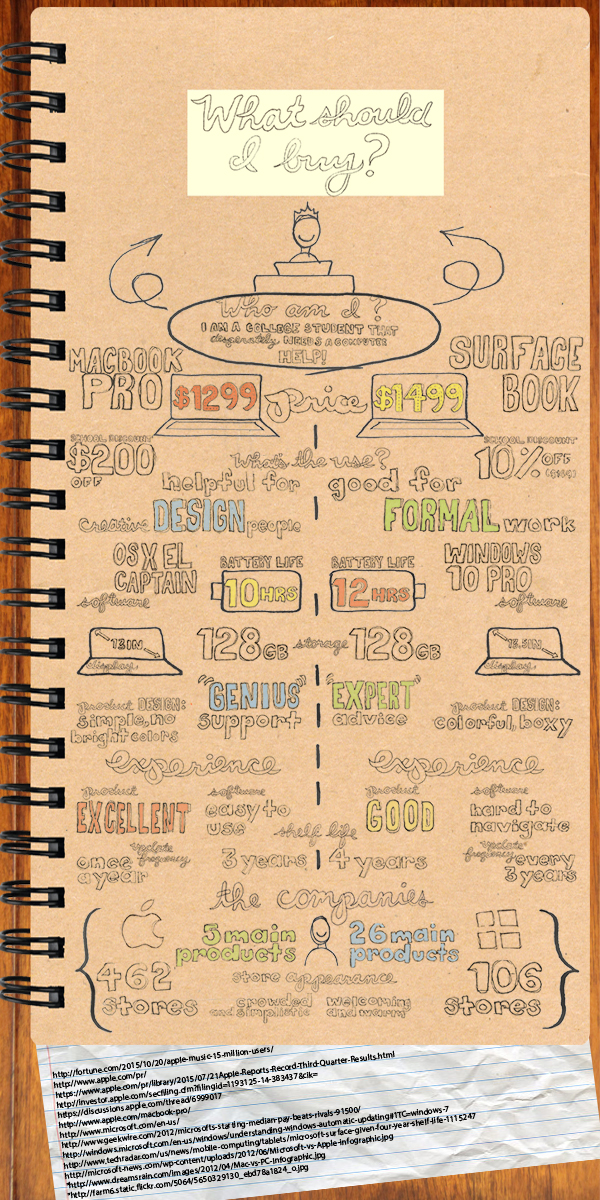 What should
I buy?
Who am I?
I AM A COLLEGE STUDENT THAT
desperately NEEDS A COMPUTER
HELP!
MACBOOK
PRO
$1299
Price
$1499
SURFACE
BOOK
SCHOOL DISCOUNT
$200
OFF
SCHOOL DISCOUNT
10% OFF
What's the use?
helpful for
good for
Creative DESIGN people
FORMAL work
OSX EL
CAPTAIN
software
BATTERY LIFE
10 HRS
BATTERY LIFE
12 HRS
WINDOWS
10 PRO
software
13IN
display
128GB storage 128GB
13.5IN
display
product DESIGN:
simple, no
bright colors
"GENIUS"
support
"EXPERT"
advice
product DESIGN:
colorful, boxy
experience
experience
product
EXCELLENT
software
easy to
use
product
GOOD
software
hard to
navigate
shelf life
once
a year
update
frequency
3 years
4 years
update
frequency every
3 years
the companies
5 main
products
26 main
products
462
stores
store appearance
crowded
and simplistic
welcoming
and warm
106
stores
http://fortune.com/2015/10/20/apple-music-15-million-users/
http://www.apple.com/pr/
https://www.apple.com/pr/library/2015/07/21Apple-Reports-Record-Third-Quarter-Results.html
http://investor.apple.com/secfiling.cfm?filingid=1193125-14-383437&cik=
https://discussions.apple.com/thread/6999017
http://www.apple.com/macbook-pro/
http://www.microsoft.com/en-us/
http://www.geekwire.com/2012/microsofts-starting-median-pay-beats-rivals-91500/
http://windows.microsoft.com/en-us/windows/understanding-windows-automatic-updating#1TC=windows-7
http://www.techradar.com/us/news/mobile-computing/tablets/microsoft-surface-given-four-year-shelf-life-1115247
http://microsoft-news.com/wp-content/uploads/2012/06/Microsoft-vs-Apple-Infographic.jpg
*http://www.dreamsrain.com/images/2012/04/Mac-vs-PC-Infographic.jpg
*http://farm6.static.flickr.com/5064/5650329130_ebd78a1824_o.jpg